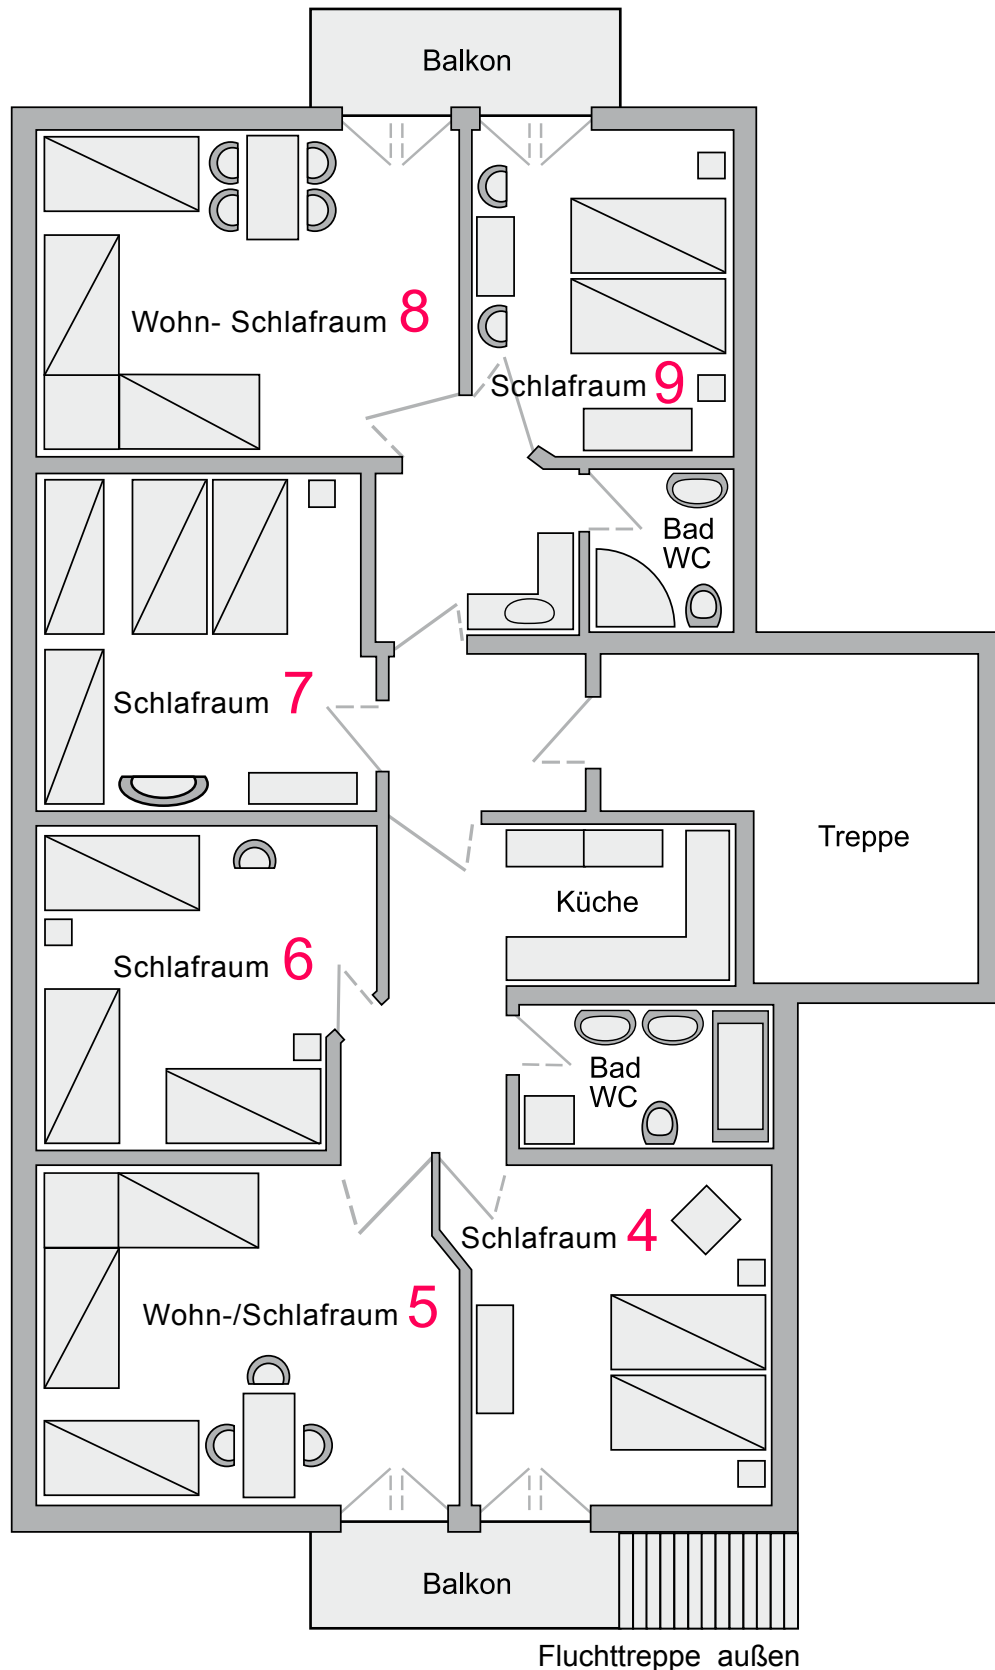 Balkon
Wohn- Schlafraum 8
Schlafraum 9
Bad
WC
Schlafraum 7
Treppe
Küche
Schlafraum 6
Bad
WC
Schlafraum 4
Wohn-/Schlafraum 5
Balkon
Fluchttreppe außen